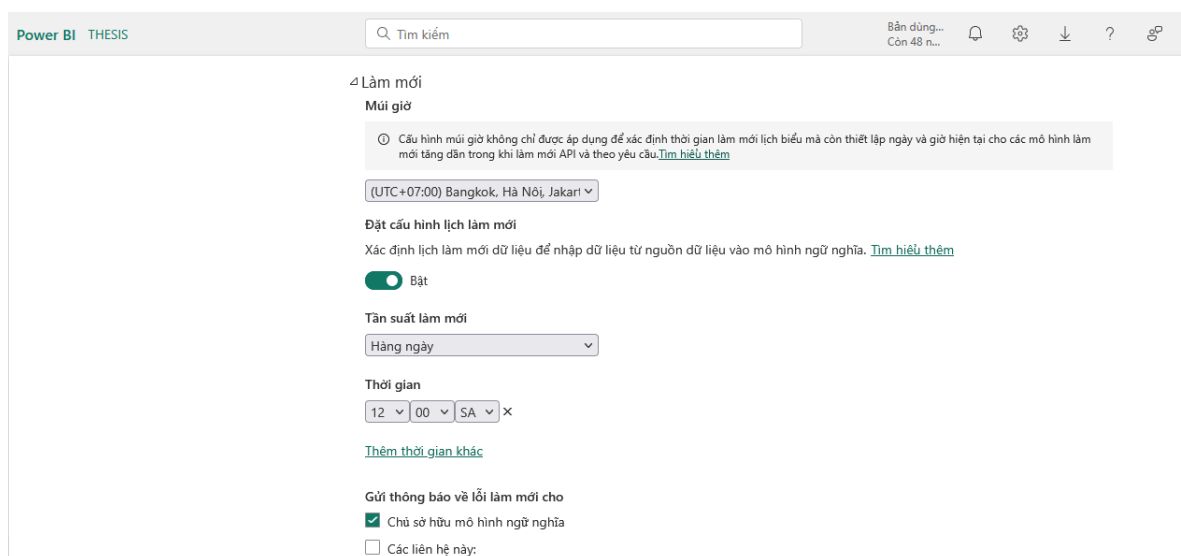 Power BI THESIS
Tìm kiếm
Bản dùng...
Còn 48 n...
Làm mới
Múi giờ
Cấu hình múi giờ không chỉ được áp dụng để xác định thời gian làm mới lịch biểu mà còn thiết lập ngày và giờ hiện tại cho các mô hình làm
mới tăng dần trong khi làm mới API và theo yêu cầu.Tìm hiểu thêm
(UTC+07:00) Bangkok, Hà Nội, Jakart
Đặt cấu hình lịch làm mới
Xác định lịch làm mới dữ liệu để nhập dữ liệu từ nguồn dữ liệu vào mô hình ngữ nghĩa. Tìm hiểu thêm
Bật
Tần suất làm mới
Hàng ngày
Thời gian
12 00 SA
Thêm thời gian khác
Gửi thông báo về lỗi làm mới cho
Chủ sở hữu mô hình ngữ nghĩa
Các liên hệ này: